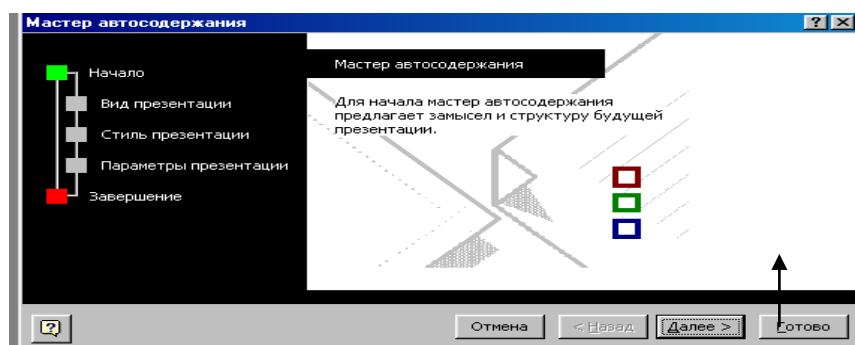 Мастер автосодержания
Начало
Вид презентации
Стиль презентации
Параметры презентации
Завершение
Мастер автосодержания
Для начала мастер автосодержания
предлагает замысел и структуру будущей
презентации.
Отмена
< Назад
Далее >
Готово